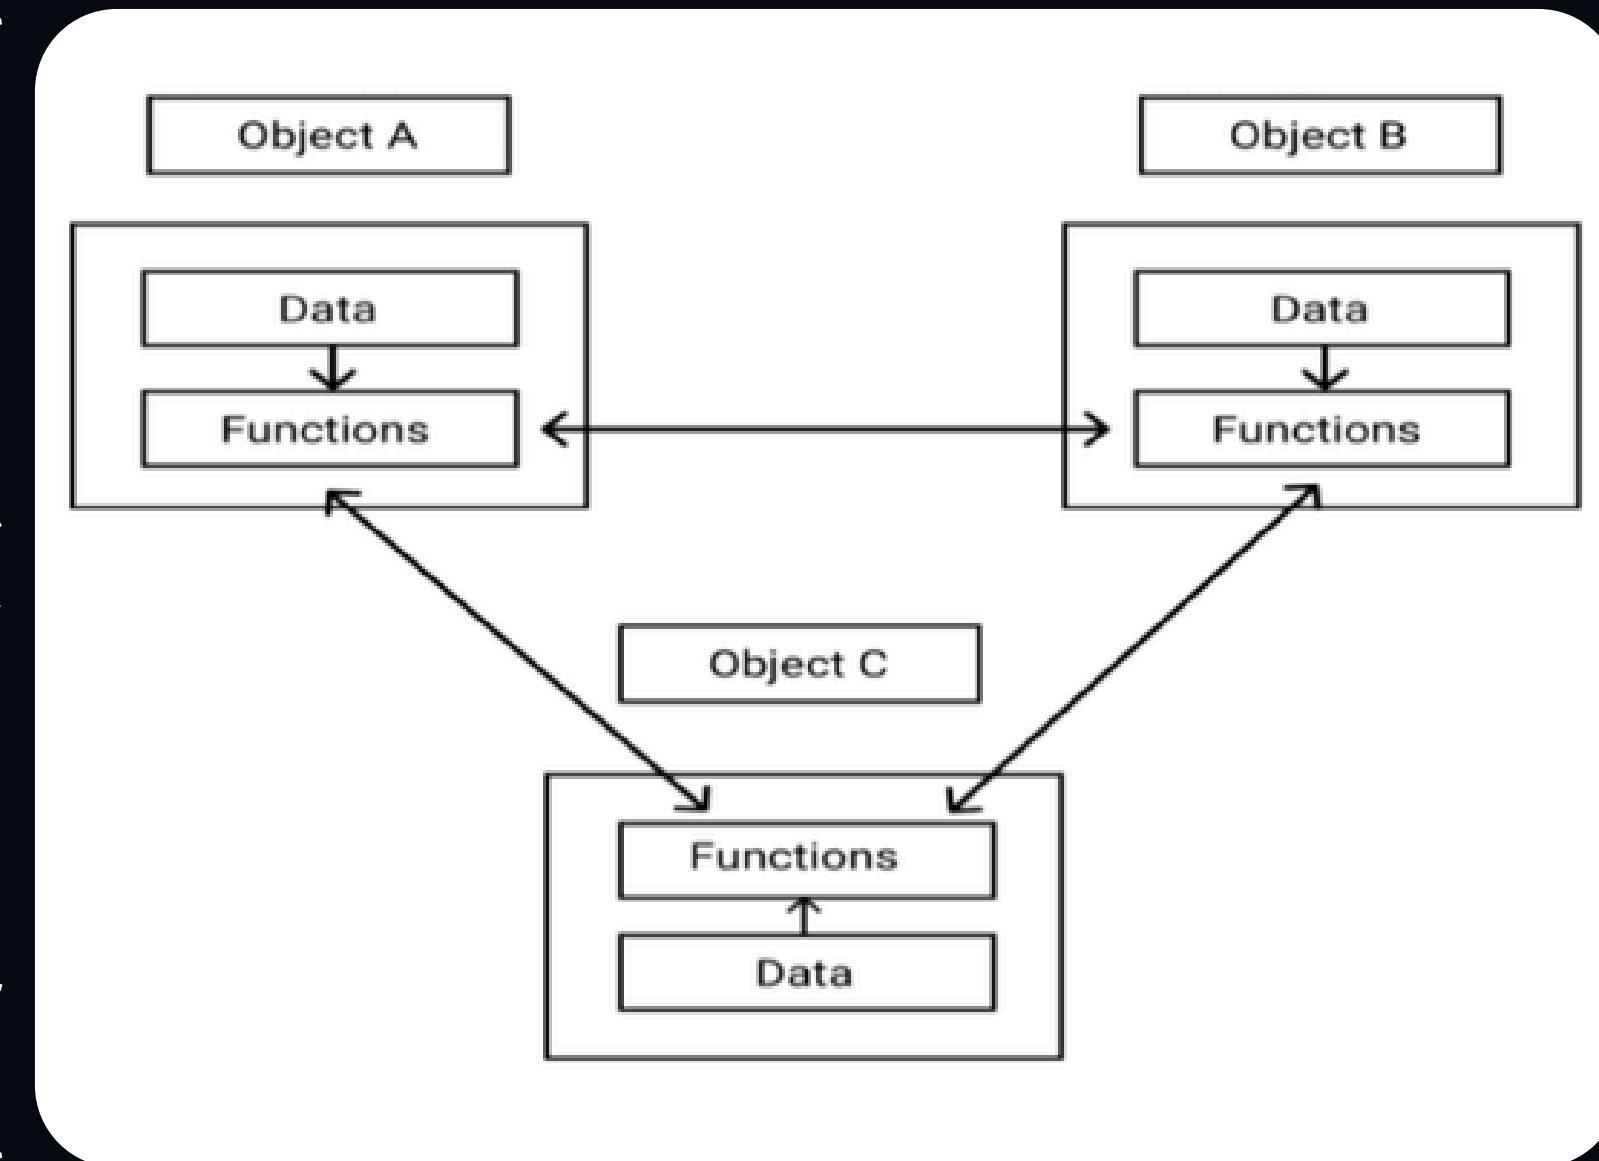 Object A
Object B
Data
Data
Functions
Functions
Object C
Functions
Data